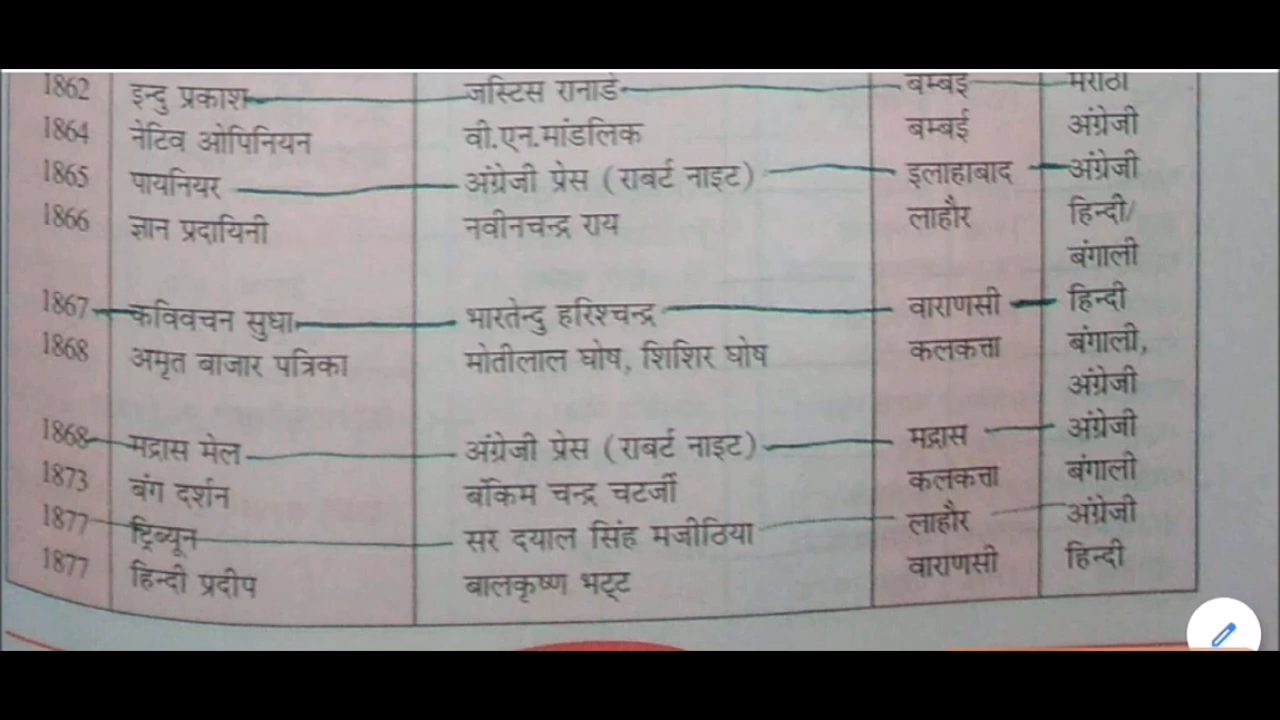 1862 इन्दु प्रकाश जस्टिस रानाडे बम्बई मराठी
1864 नेटिव ओपिनियन वी.एन.मांडलिक बम्बई अंग्रेजी
1865 पायनियर अंग्रेजी प्रेस (राबर्ट नाइट) इलाहाबाद अंग्रेजी
1866 ज्ञान प्रदायिनी नवीनचन्द्र राय लाहौर हिन्दी/
बंगाली
1867 कविवचन सुधा भारतेन्दु हरिश्चन्द्र वाराणसी हिन्दी
1868 अमृत बाजार पत्रिका मोतीलाल घोष, शिशिर घोष कलकत्ता बंगाली,
अंग्रेजी
1868 मद्रास मेल अंग्रेजी प्रेस (राबर्ट नाइट) मद्रास अंग्रेजी
1873 बंग दर्शन बंकिम चन्द्र चटर्जी कलकत्ता बंगाली
1877 ट्रिब्यून सर दयाल सिंह मजीठिया लाहौर अंग्रेजी
1877 हिन्दी प्रदीप बालकृष्ण भट्ट वाराणसी हिन्दी